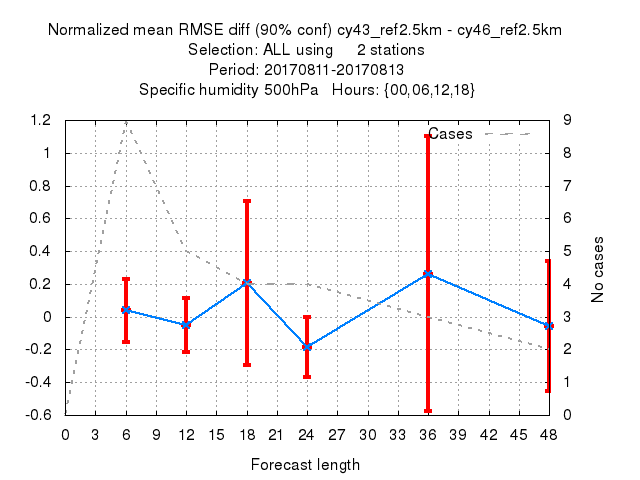 Normalized mean RMSE diff (90% conf) cy43_ref2.5km - cy46_ref2.5km
Selection: ALL using     2 stations
Period: 20170811-20170813
Specific humidity 500hPa   Hours: {00,06,12,18}
1.2
1
0.8
0.6
0.4
0.2
0
-0.2
-0.4
-0.6
Cases
9
8
7
6
5
4
3
2
1
0
No cases
0 3 6 9 12 15 18 21 24 27 30 33 36 39 42 45 48
Forecast length